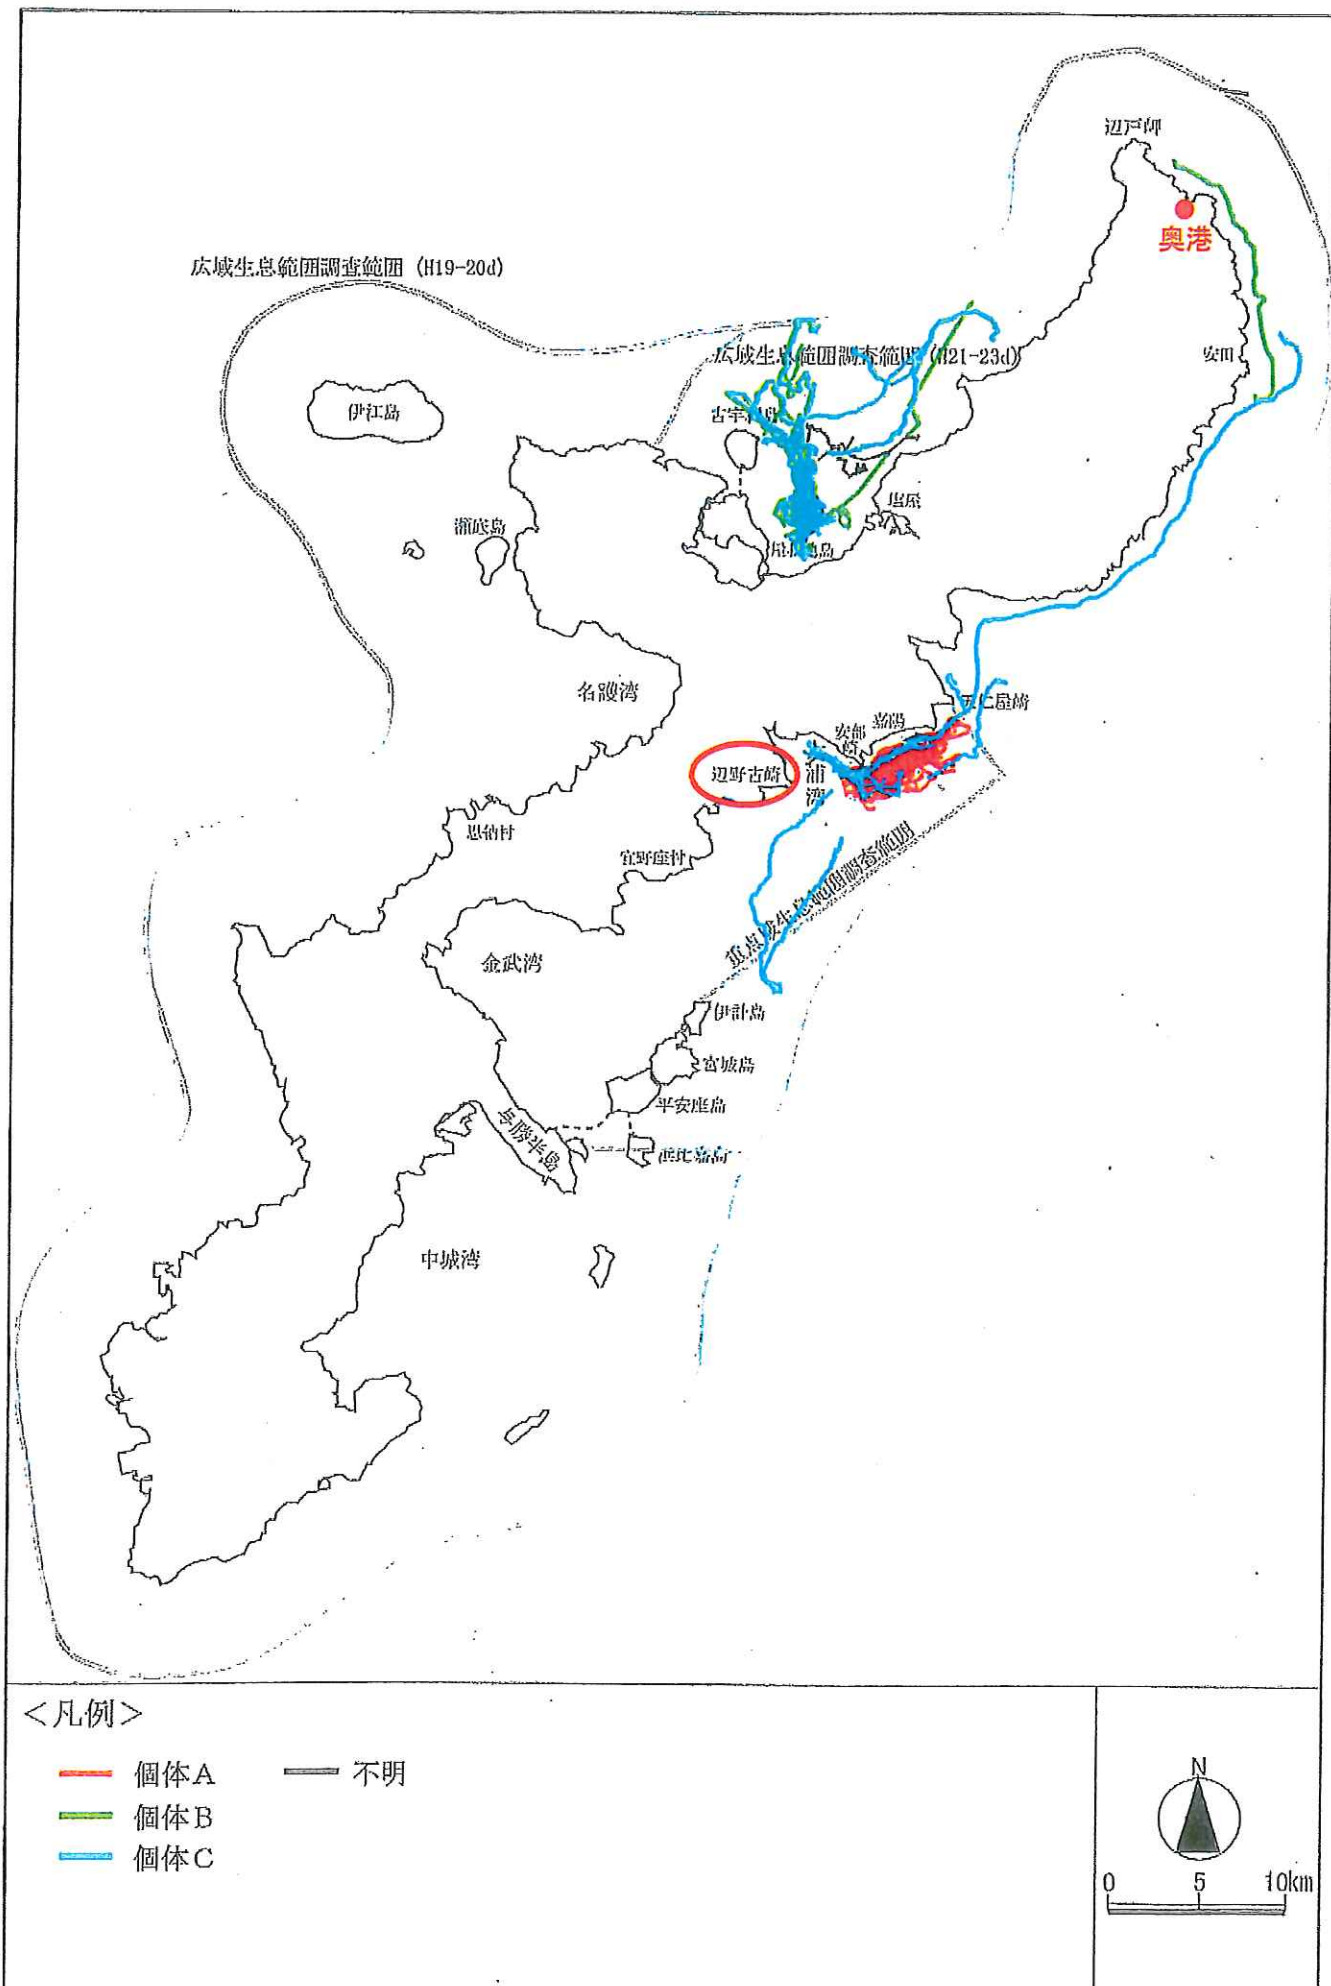 辺戸岬
奥港
広域生息範囲調査範囲 (H19-20d)
広域生息範囲調査範囲 (H21-23d)
安田
伊江島
古宇利島
塩屋
瀬底島
屋我地島
名護湾
安部崎
嘉陽
辺野古崎
大浦湾
恩納村
宜野座村
重点域生息範囲調査範囲
金武湾
伊計島
宮城島
平安座島
与勝半島
浜比嘉島
中城湾
<凡例>
個体A
不明
個体B
個体C
N
0 5 10km